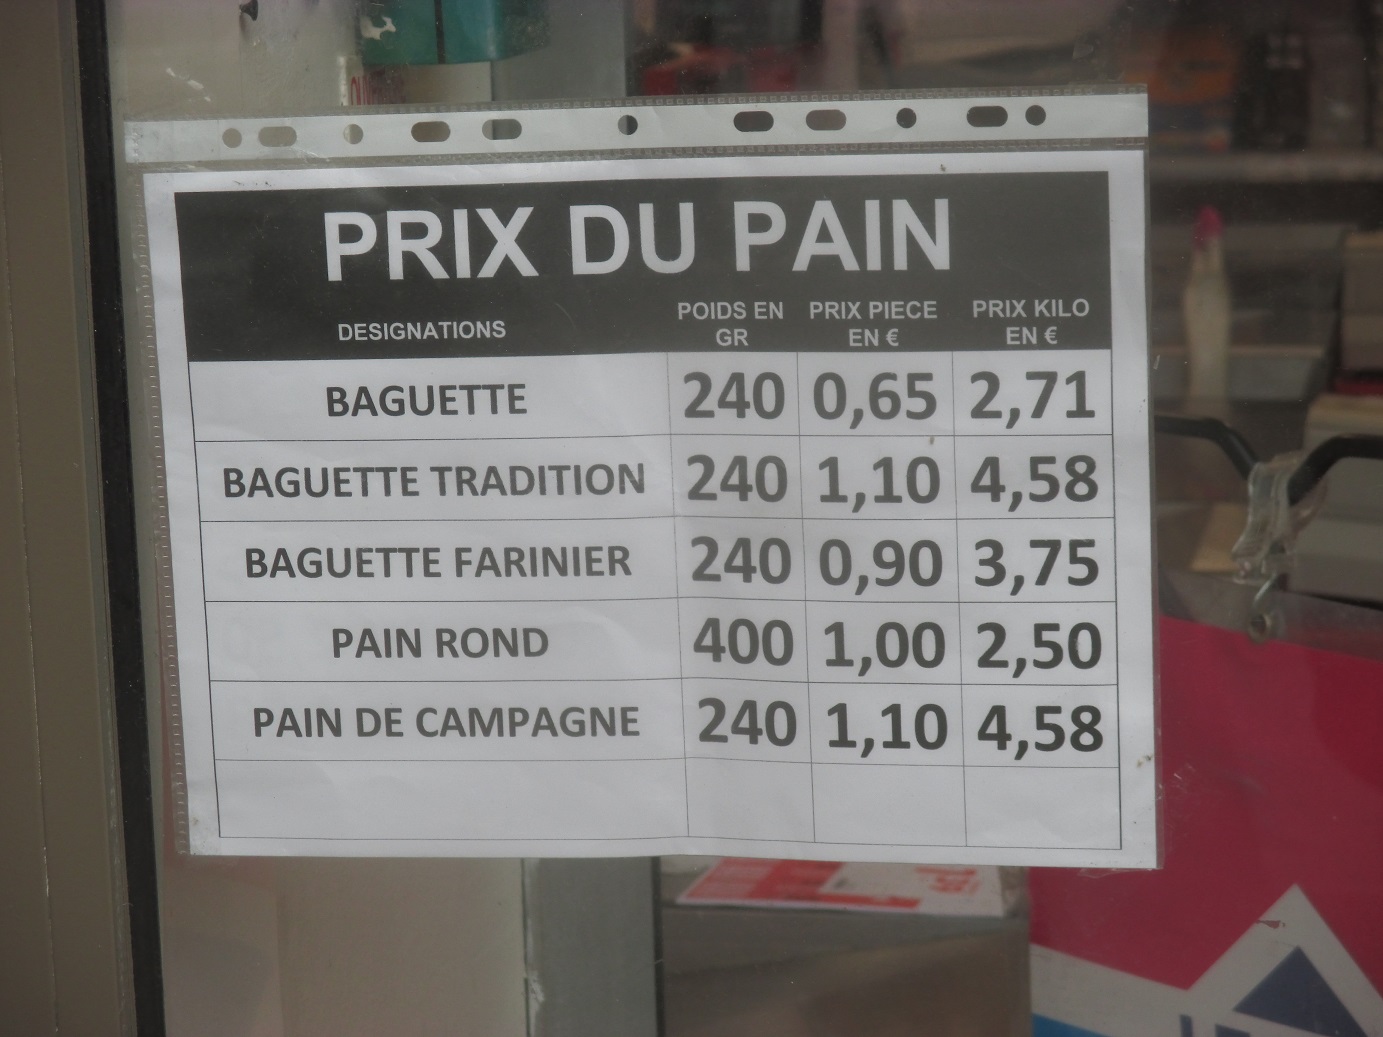 PRIX DU PAIN
DESIGNATIONS POIDS EN GR PRIX PIECE EN € PRIX KILO EN €
BAGUETTE 240 0,65 2,71
BAGUETTE TRADITION 240 1,10 4,58
BAGUETTE FARINIER 240 0,90 3,75
PAIN ROND 400 1,00 2,50
PAIN DE CAMPAGNE 240 1,10 4,58